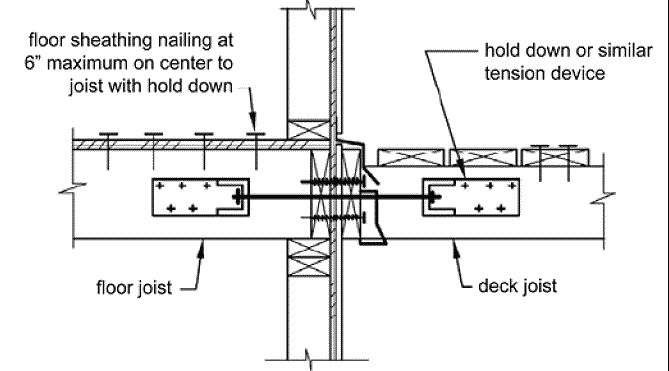 floor sheathing nailing at
6” maximum on center to
joist with hold down
hold down or similar
tension device
floor joist
deck joist